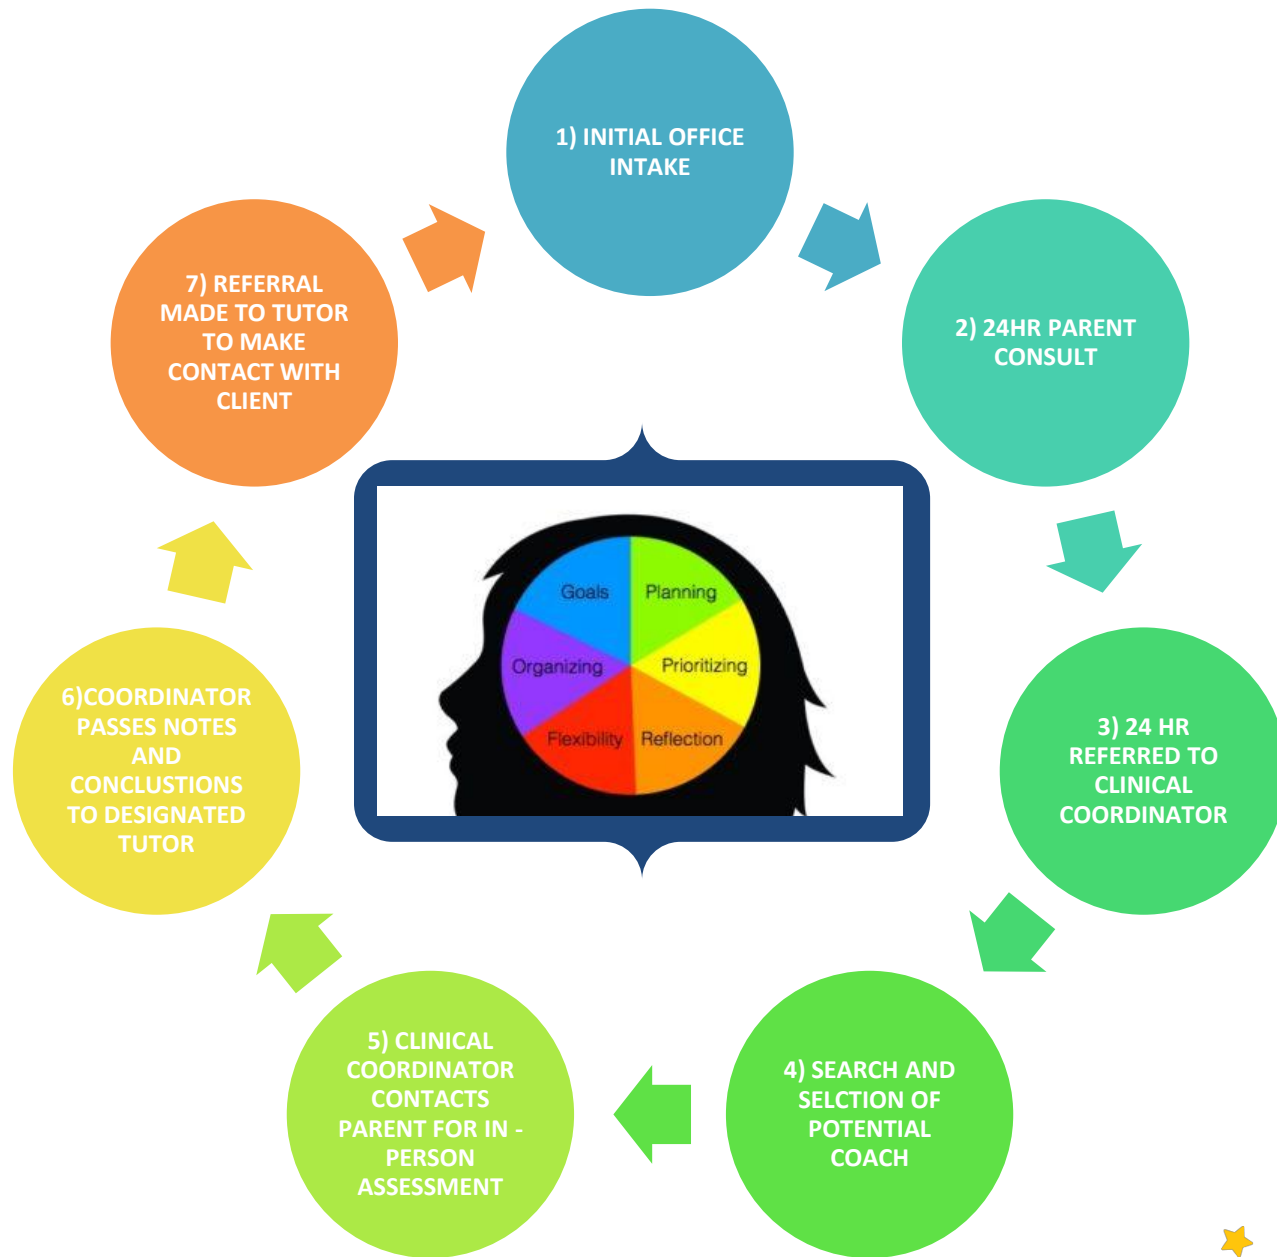 1) INITIAL OFFICE
INTAKE
2) 24HR PARENT
CONSULT
3) 24 HR
REFERRED TO
CLINICAL
COORDINATOR
4) SEARCH AND
SELCTION OF
POTENTIAL
COACH
5) CLINICAL
COORDINATOR
CONTACTS
PARENT FOR IN -
PERSON
ASSESSMENT
6)COORDINATOR
PASSES NOTES
AND
CONCLUSTIONS
TO DESIGNATED
TUTOR
7) REFERRAL
MADE TO TUTOR
TO MAKE
CONTACT WITH
CLIENT
Goals
Planning
Organizing
Prioritizing
Flexibility
Reflection